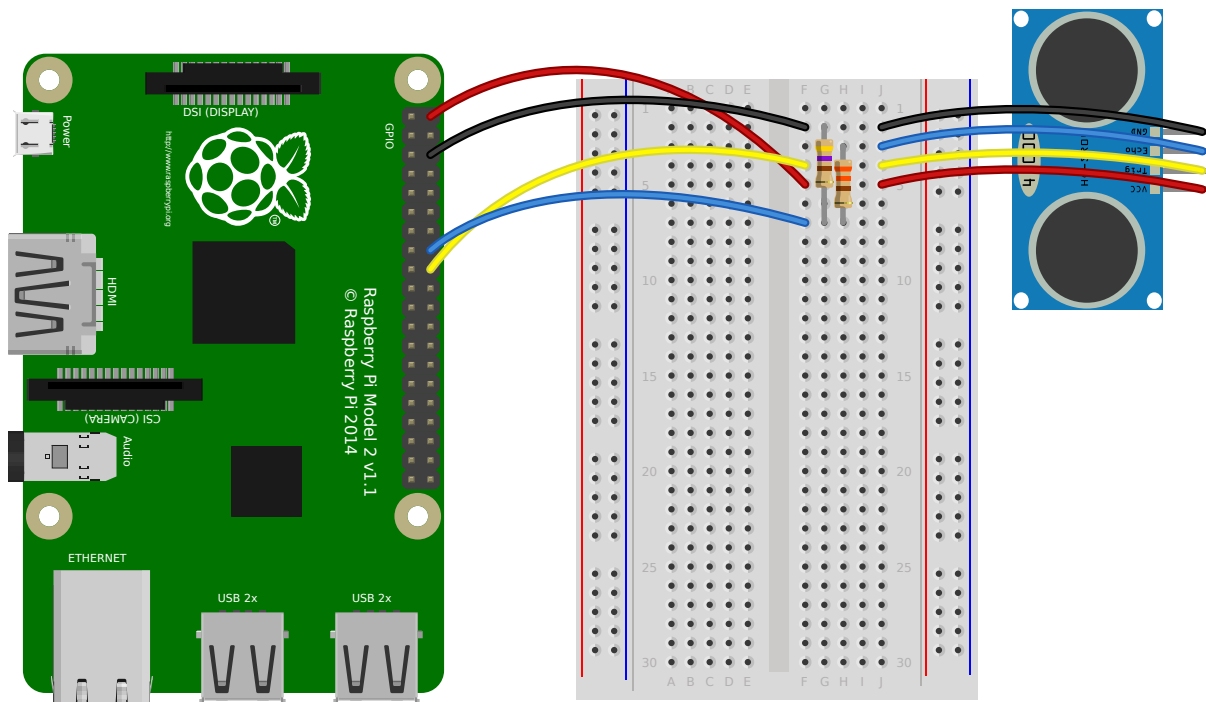 DSI (DISPLAY)
Power
http://www.raspberrypi.org
GPIO
TM
HDMI
Raspberry Pi Model 2 v1.1
© Raspberry Pi 2014
CSI (CAMERA)
Audio
ETHERNET
USB 2x
USB 2x
B C D E F G H I J
1 1
5
10 10
15 15
20 20
25 25
30 30
A B C D E F G H I J
GND
Echo
Trig
VCC